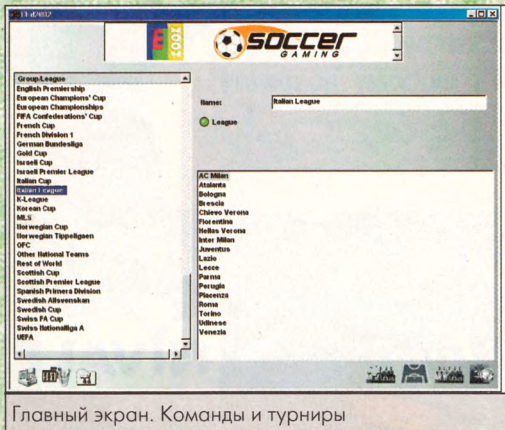 SOCCER
GAMING
Group/League
English Premiership
European Champions' Cup
European Championships
FIFA Confederations' Cup
French Cup
French Division 1
German Bundesliga
Gold Cup
Israeli Cup
Israeli Premier League
Italian Cup
Italian League
K-League
Korean Cup
MLS
Norwegian Cup
Norwegian Tippeligaen
OFC
Other National Teams
Rest of World
Scottish Cup
Scottish Premier League
Spanish Primera Division
Swedish Allsvenskan
Swedish Cup
Swiss FA Cup
Swiss Nationalliga A
UEFA
Name: Italian League
League
AC Milan
Atalanta
Bologna
Brescia
Chievo Verona
Fiorentina
Hellas Verona
Inter Milan
Juventus
Lazio
Lecce
Parma
Perugia
Piacenza
Roma
Torino
Udinese
Venezia
Главный экран. Команды и турниры